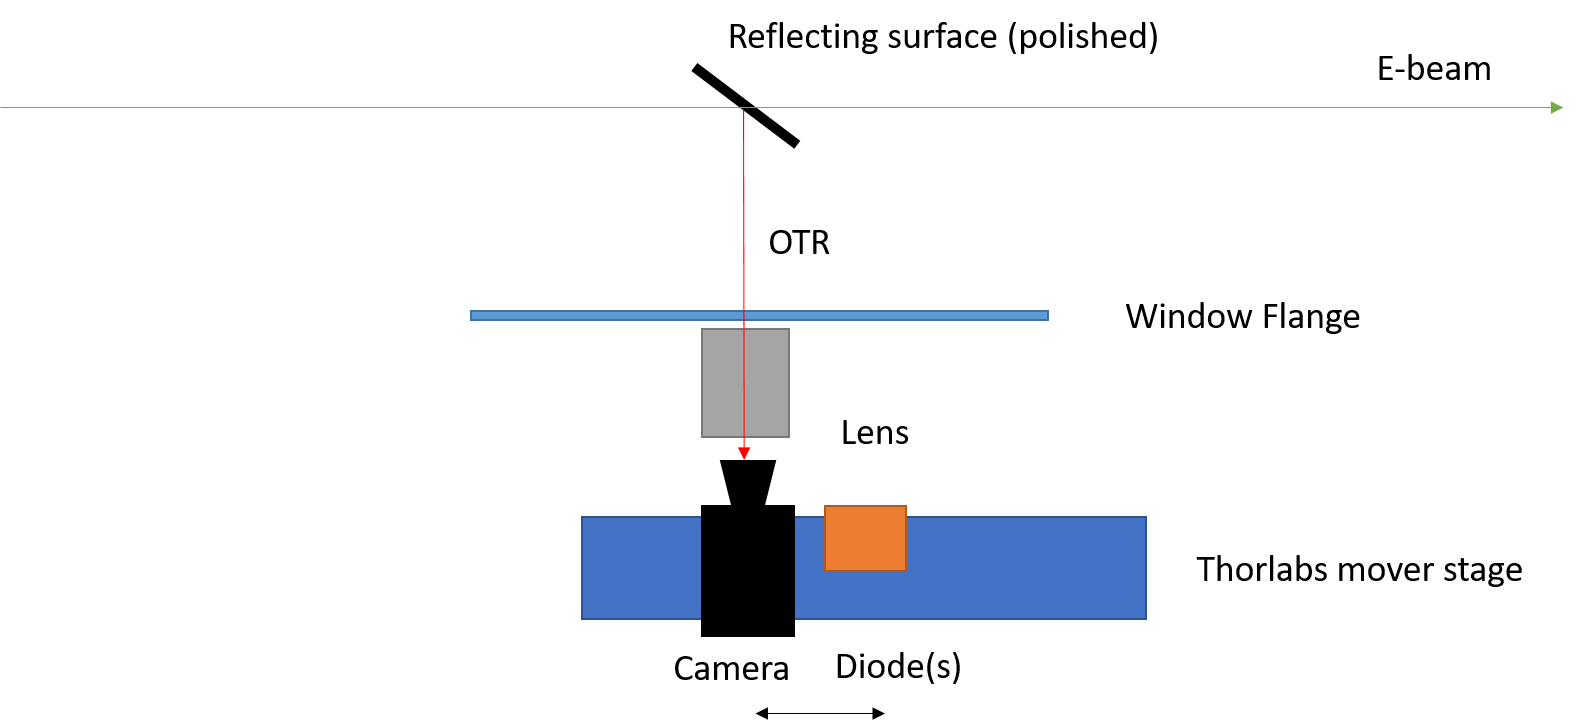 Reflecting surface (polished)
E-beam
OTR
Window Flange
Lens
Thorlabs mover stage
Camera
Diode(s)